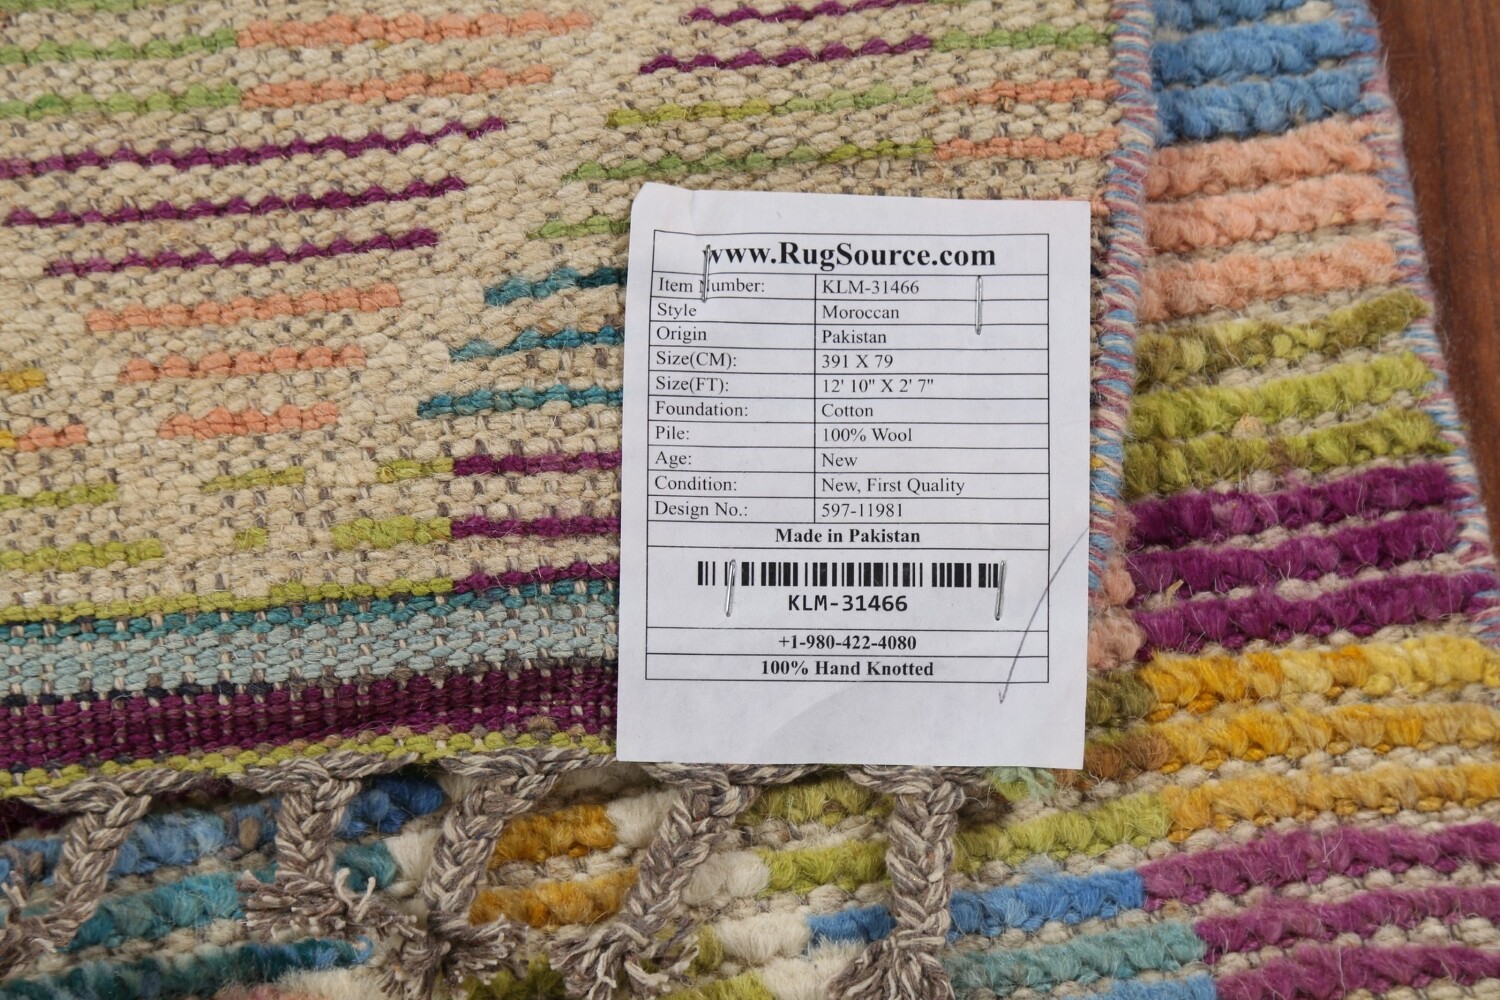 www.RugSource.com
Item Number: KLM-31466
Style Moroccan
Origin Pakistan
Size(CM): 391 X 79
Size(FT): 12' 10" X 2' 7"
Foundation: Cotton
Pile: 100% Wool
Age: New
Condition: New, First Quality
Design No.: 597-11981
Made in Pakistan
KLM-31466
+1-980-422-4080
100% Hand Knotted